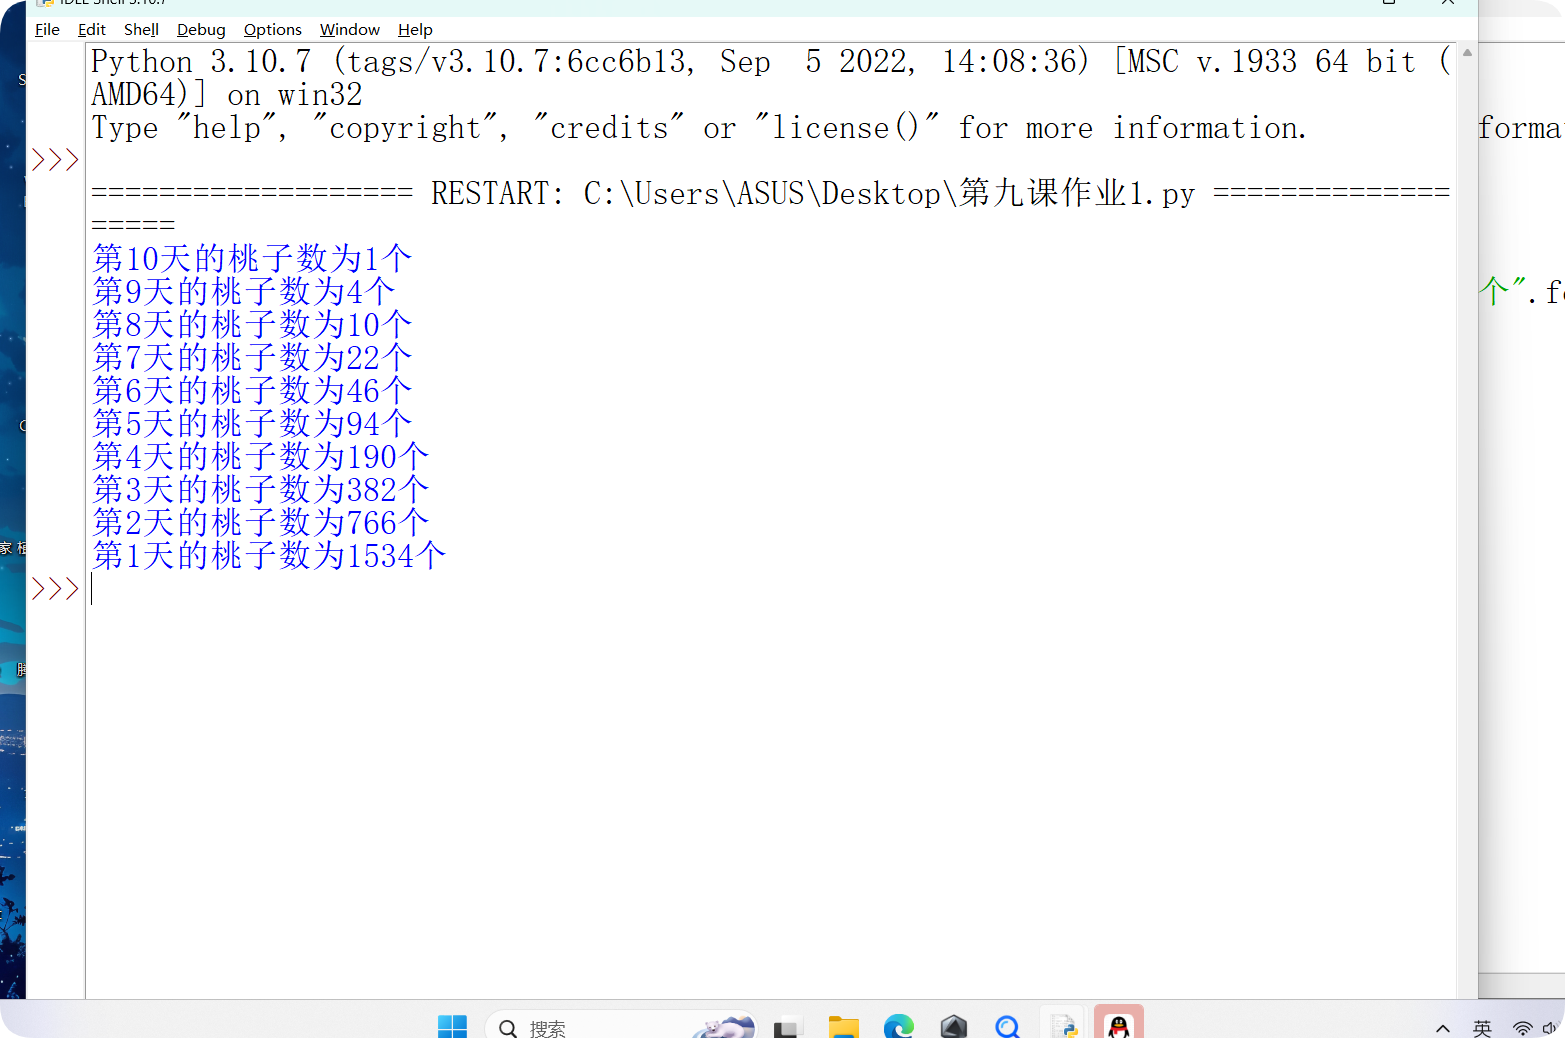 File Edit Shell Debug Options Window Help
Python 3.10.7 (tags/v3.10.7:6cc6b13, Sep  5 2022, 14:08:36) [MSC v.1933 64 bit (
AMD64)] on win32
Type "help", "copyright", "credits" or "license()" for more information.
>>>
=================== RESTART: C:\Users\ASUS\Desktop\第九课作业1.py ==============
=====
第10天的桃子数为1个
第9天的桃子数为4个
第8天的桃子数为10个
第7天的桃子数为22个
第6天的桃子数为46个
第5天的桃子数为94个
第4天的桃子数为190个
第3天的桃子数为382个
第2天的桃子数为766个
第1天的桃子数为1534个
>>>
个".f
搜索
英